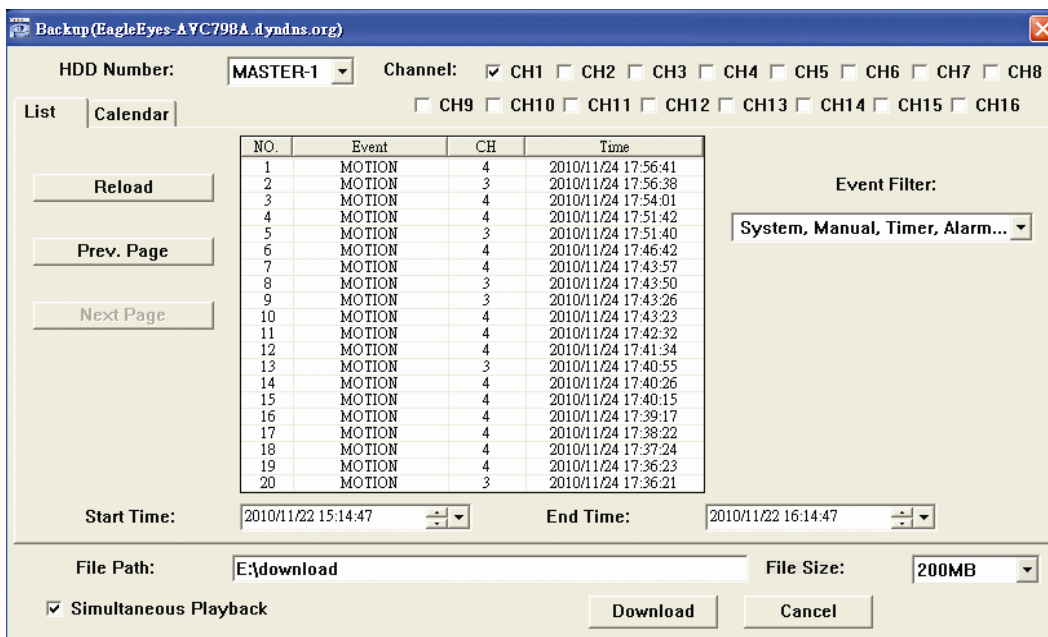 Backup(EagleEyes-AVC798A.dyndns.org)
HDD Number: MASTER-1 Channel: CH1 CH2 CH3 CH4 CH5 CH6 CH7 CH8
CH9 CH10 CH11 CH12 CH13 CH14 CH15 CH16
List Calendar
NO. Event CH Time
1 MOTION 4 2010/11/24 17:56:41
2 MOTION 3 2010/11/24 17:56:38
3 MOTION 4 2010/11/24 17:54:01
4 MOTION 4 2010/11/24 17:51:42
5 MOTION 3 2010/11/24 17:51:40
6 MOTION 4 2010/11/24 17:46:42
7 MOTION 4 2010/11/24 17:43:57
8 MOTION 3 2010/11/24 17:43:50
9 MOTION 3 2010/11/24 17:43:26
10 MOTION 4 2010/11/24 17:43:23
11 MOTION 4 2010/11/24 17:42:32
12 MOTION 4 2010/11/24 17:41:34
13 MOTION 3 2010/11/24 17:40:55
14 MOTION 4 2010/11/24 17:40:26
15 MOTION 4 2010/11/24 17:40:15
16 MOTION 4 2010/11/24 17:39:17
17 MOTION 4 2010/11/24 17:38:22
18 MOTION 4 2010/11/24 17:37:24
19 MOTION 4 2010/11/24 17:36:23
20 MOTION 3 2010/11/24 17:36:21
Reload
Prev. Page
Next Page
Event Filter:
System, Manual, Timer, Alarm...
Start Time: 2010/11/22 15:14:47 End Time: 2010/11/22 16:14:47
File Path: E:\download File Size: 200MB
Simultaneous Playback Download Cancel